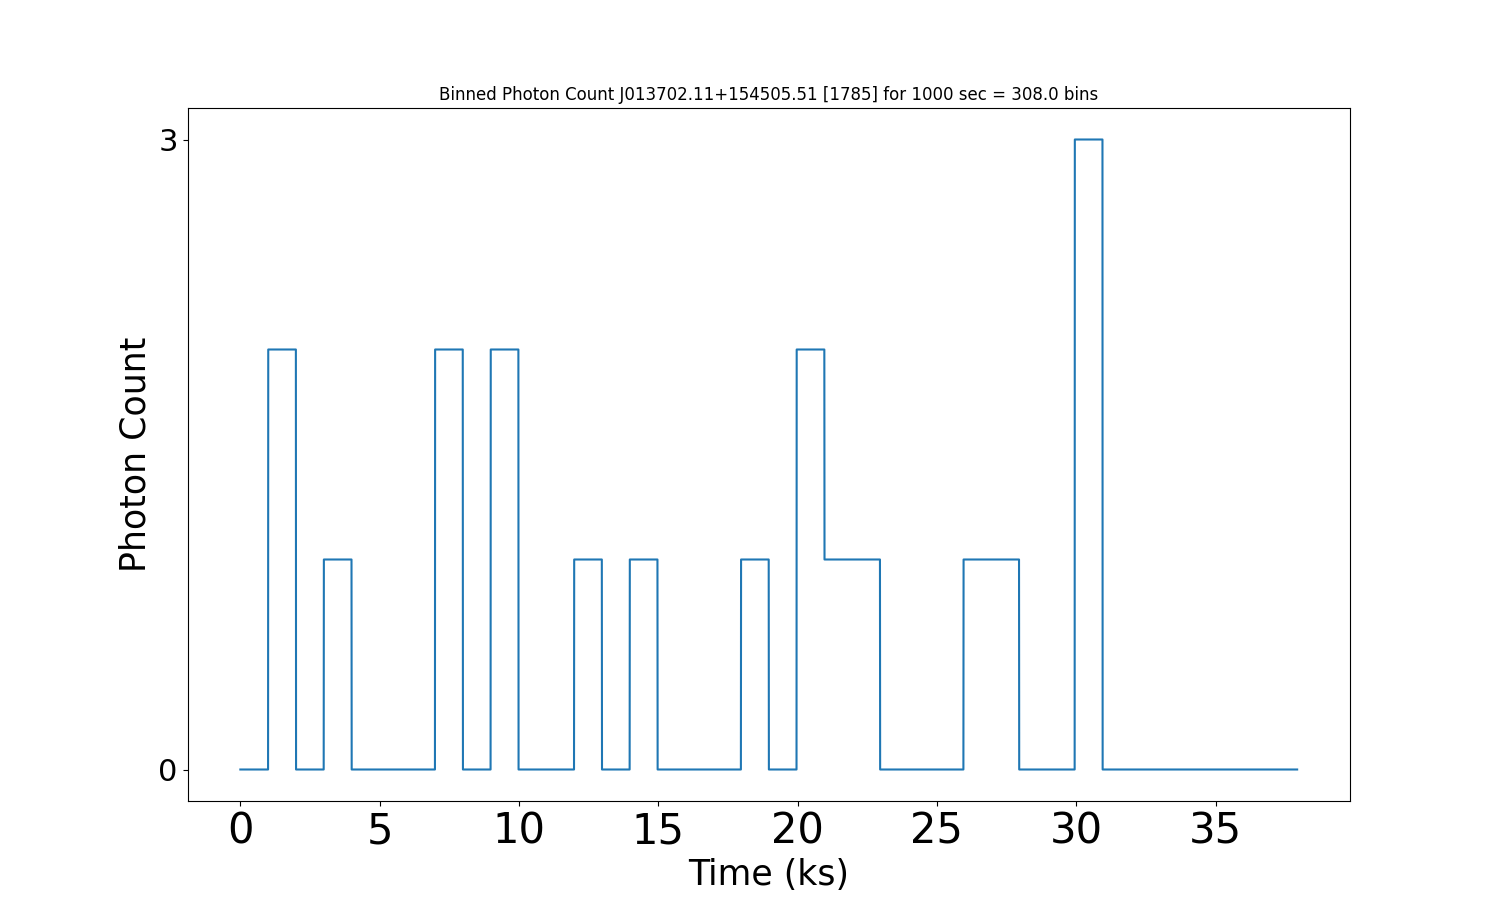 Binned Photon Count J013702.11+154505.51 [1785] for 1000 sec = 308.0 bins
3
Photon Count
0
0 5 10 15 20 25 30 35
Time (ks)